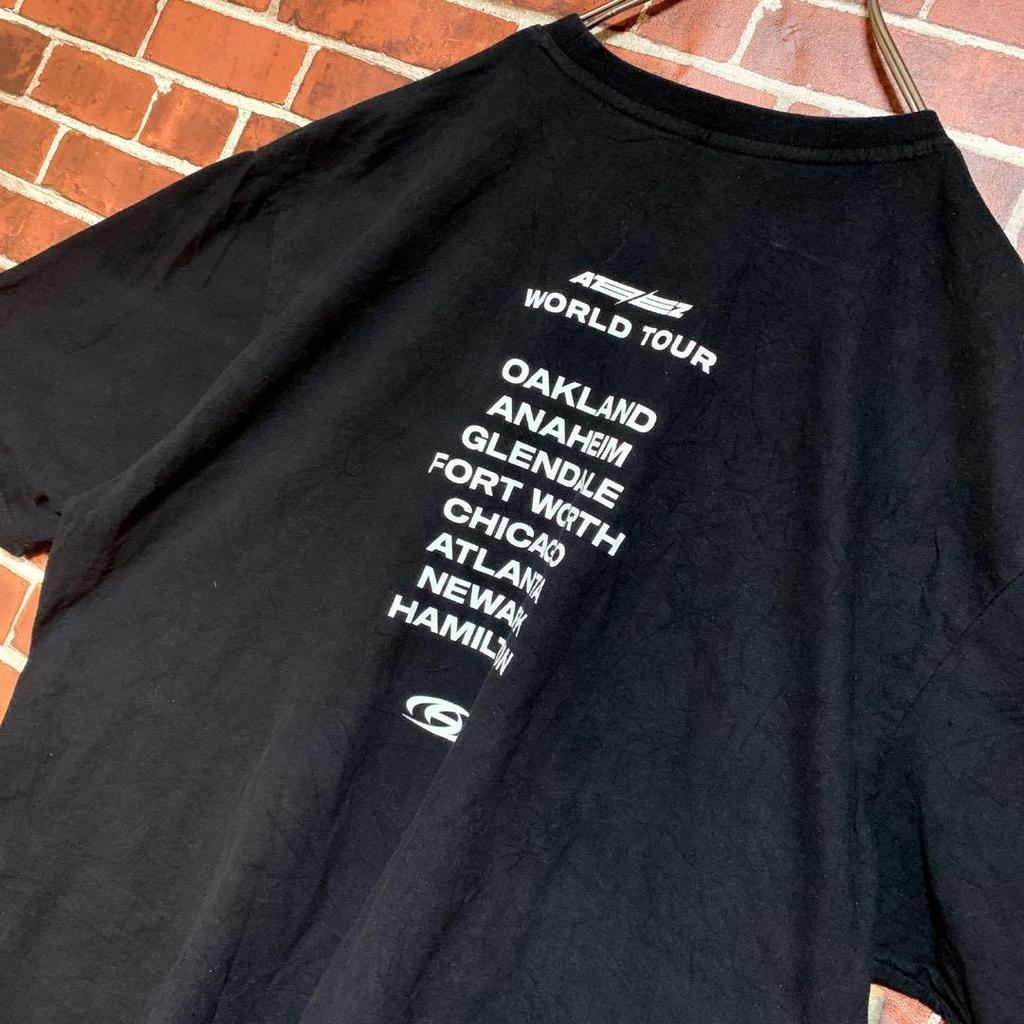 ATEEZ
WORLD TOUR
OAKLAND
ANAHEIM
GLENDALE
FORT WORTH
CHICAGO
ATLANTA
NEWARK
HAMILTON